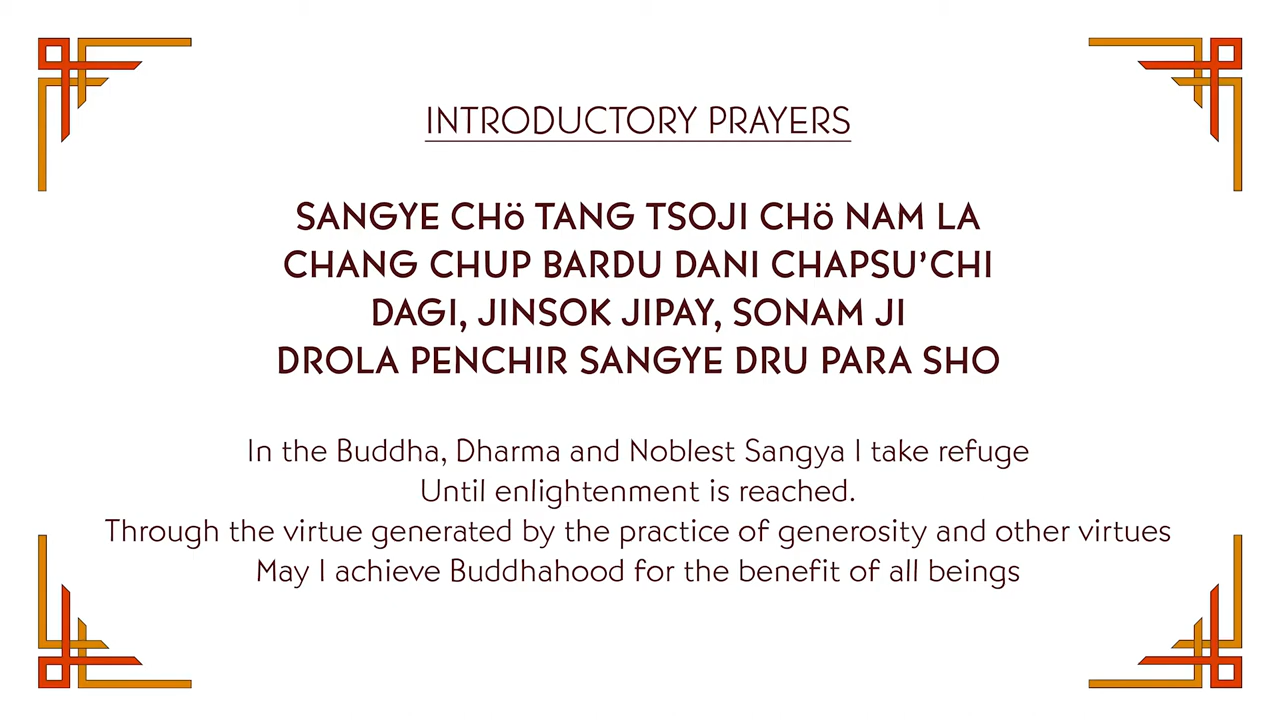 INTRODUCTORY PRAYERS
SANGYE CHö TANG TSOJI CHö NAM LA
CHANG CHUP BARDU DANI CHAPSU’CHI
DAGI, JINSOK JIPAY, SONAM JI
DROLA PENCHIR SANGYE DRU PARA SHO
In the Buddha, Dharma and Noblest Sangya I take refuge
Until enlightenment is reached.
Through the virtue generated by the practice of generosity and other virtues
May I achieve Buddhahood for the benefit of all beings